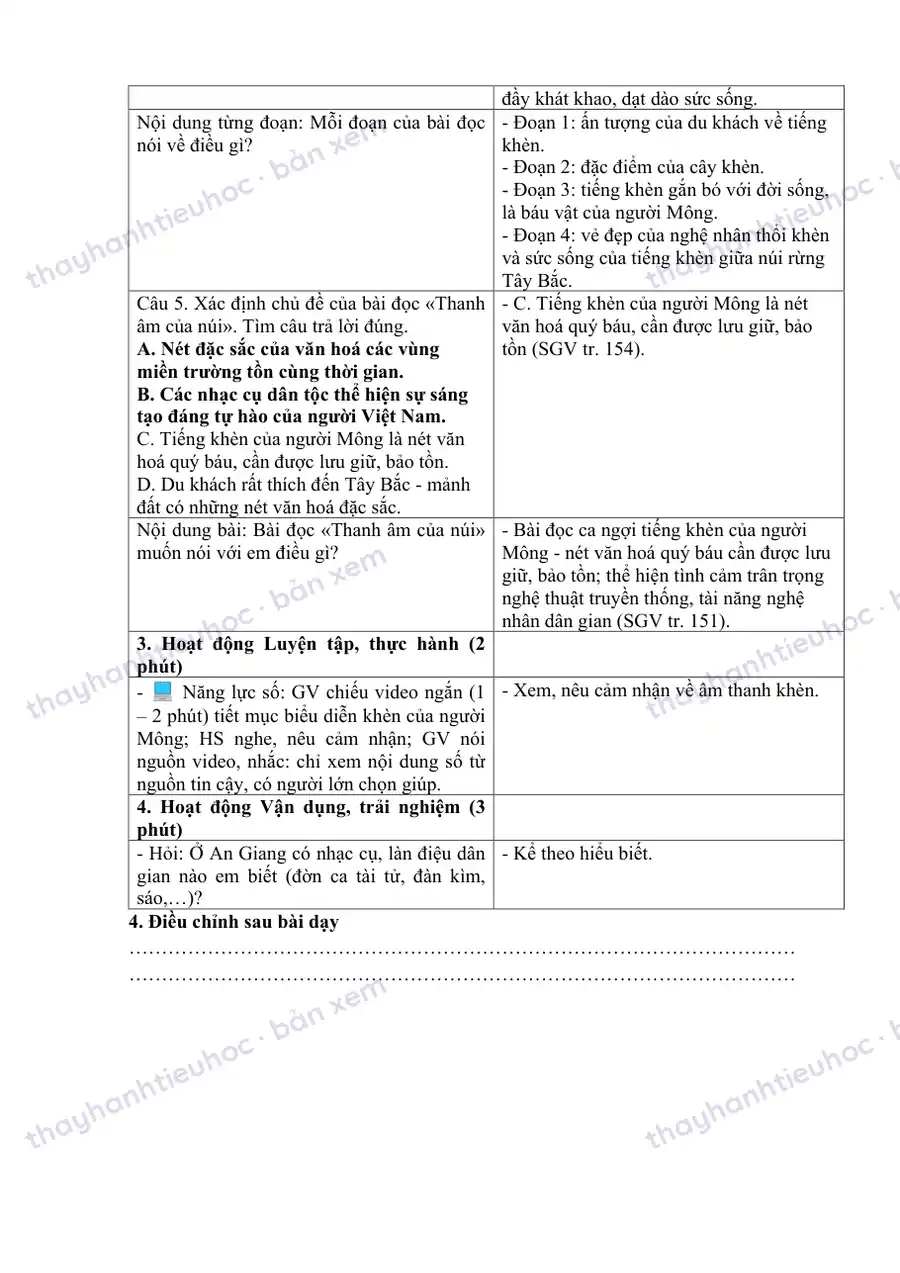 đầy khát khao, dạt dào sức sống.
Nội dung từng đoạn: Mỗi đoạn của bài đọc
nói về điều gì?
- Đoạn 1: ấn tượng của du khách về tiếng
khèn.
- Đoạn 2: đặc điểm của cây khèn.
- Đoạn 3: tiếng khèn gắn bó với đời sống,
là báu vật của người Mông.
- Đoạn 4: vẻ đẹp của nghệ nhân thổi khèn
và sức sống của tiếng khèn giữa núi rừng
Tây Bắc.
Câu 5. Xác định chủ đề của bài đọc «Thanh
âm của núi». Tìm câu trả lời đúng.
A. Nét đặc sắc của văn hoá các vùng
miền trường tồn cùng thời gian.
B. Các nhạc cụ dân tộc thể hiện sự sáng
tạo đáng tự hào của người Việt Nam.
C. Tiếng khèn của người Mông là nét văn
hoá quý báu, cần được lưu giữ, bảo tồn.
D. Du khách rất thích đến Tây Bắc - mảnh
đất có những nét văn hoá đặc sắc.
- C. Tiếng khèn của người Mông là nét
văn hoá quý báu, cần được lưu giữ, bảo
tồn (SGV tr. 154).
Nội dung bài: Bài đọc «Thanh âm của núi»
muốn nói với em điều gì?
- Bài đọc ca ngợi tiếng khèn của người
Mông - nét văn hoá quý báu cần được lưu
giữ, bảo tồn; thể hiện tình cảm trân trọng
nghệ thuật truyền thống, tài năng nghệ
nhân dân gian (SGV tr. 151).
3. Hoạt động Luyện tập, thực hành (2
phút)
- Năng lực số: GV chiếu video ngắn (1
– 2 phút) tiết mục biểu diễn khèn của người
Mông; HS nghe, nêu cảm nhận; GV nói
nguồn video, nhắc: chỉ xem nội dung số từ
nguồn tin cậy, có người lớn chọn giúp.
- Xem, nêu cảm nhận về âm thanh khèn.
4. Hoạt động Vận dụng, trải nghiệm (3
phút)
- Hỏi: Ở An Giang có nhạc cụ, làn điệu dân
gian nào em biết (đờn ca tài tử, đàn kìm,
sáo,…)?
- Kể theo hiểu biết.
4. Điều chỉnh sau bài dạy
……………………………………………………………………………………………
……………………………………………………………………………………………
thayhanhtieuhoc · bản xem
thayhanhtieuhoc · b
thayhanhtieuhoc · bản xem
thayhanhtieuhoc · b
thayhanhtieuhoc · bản xem
thayhanhtieuhoc · b